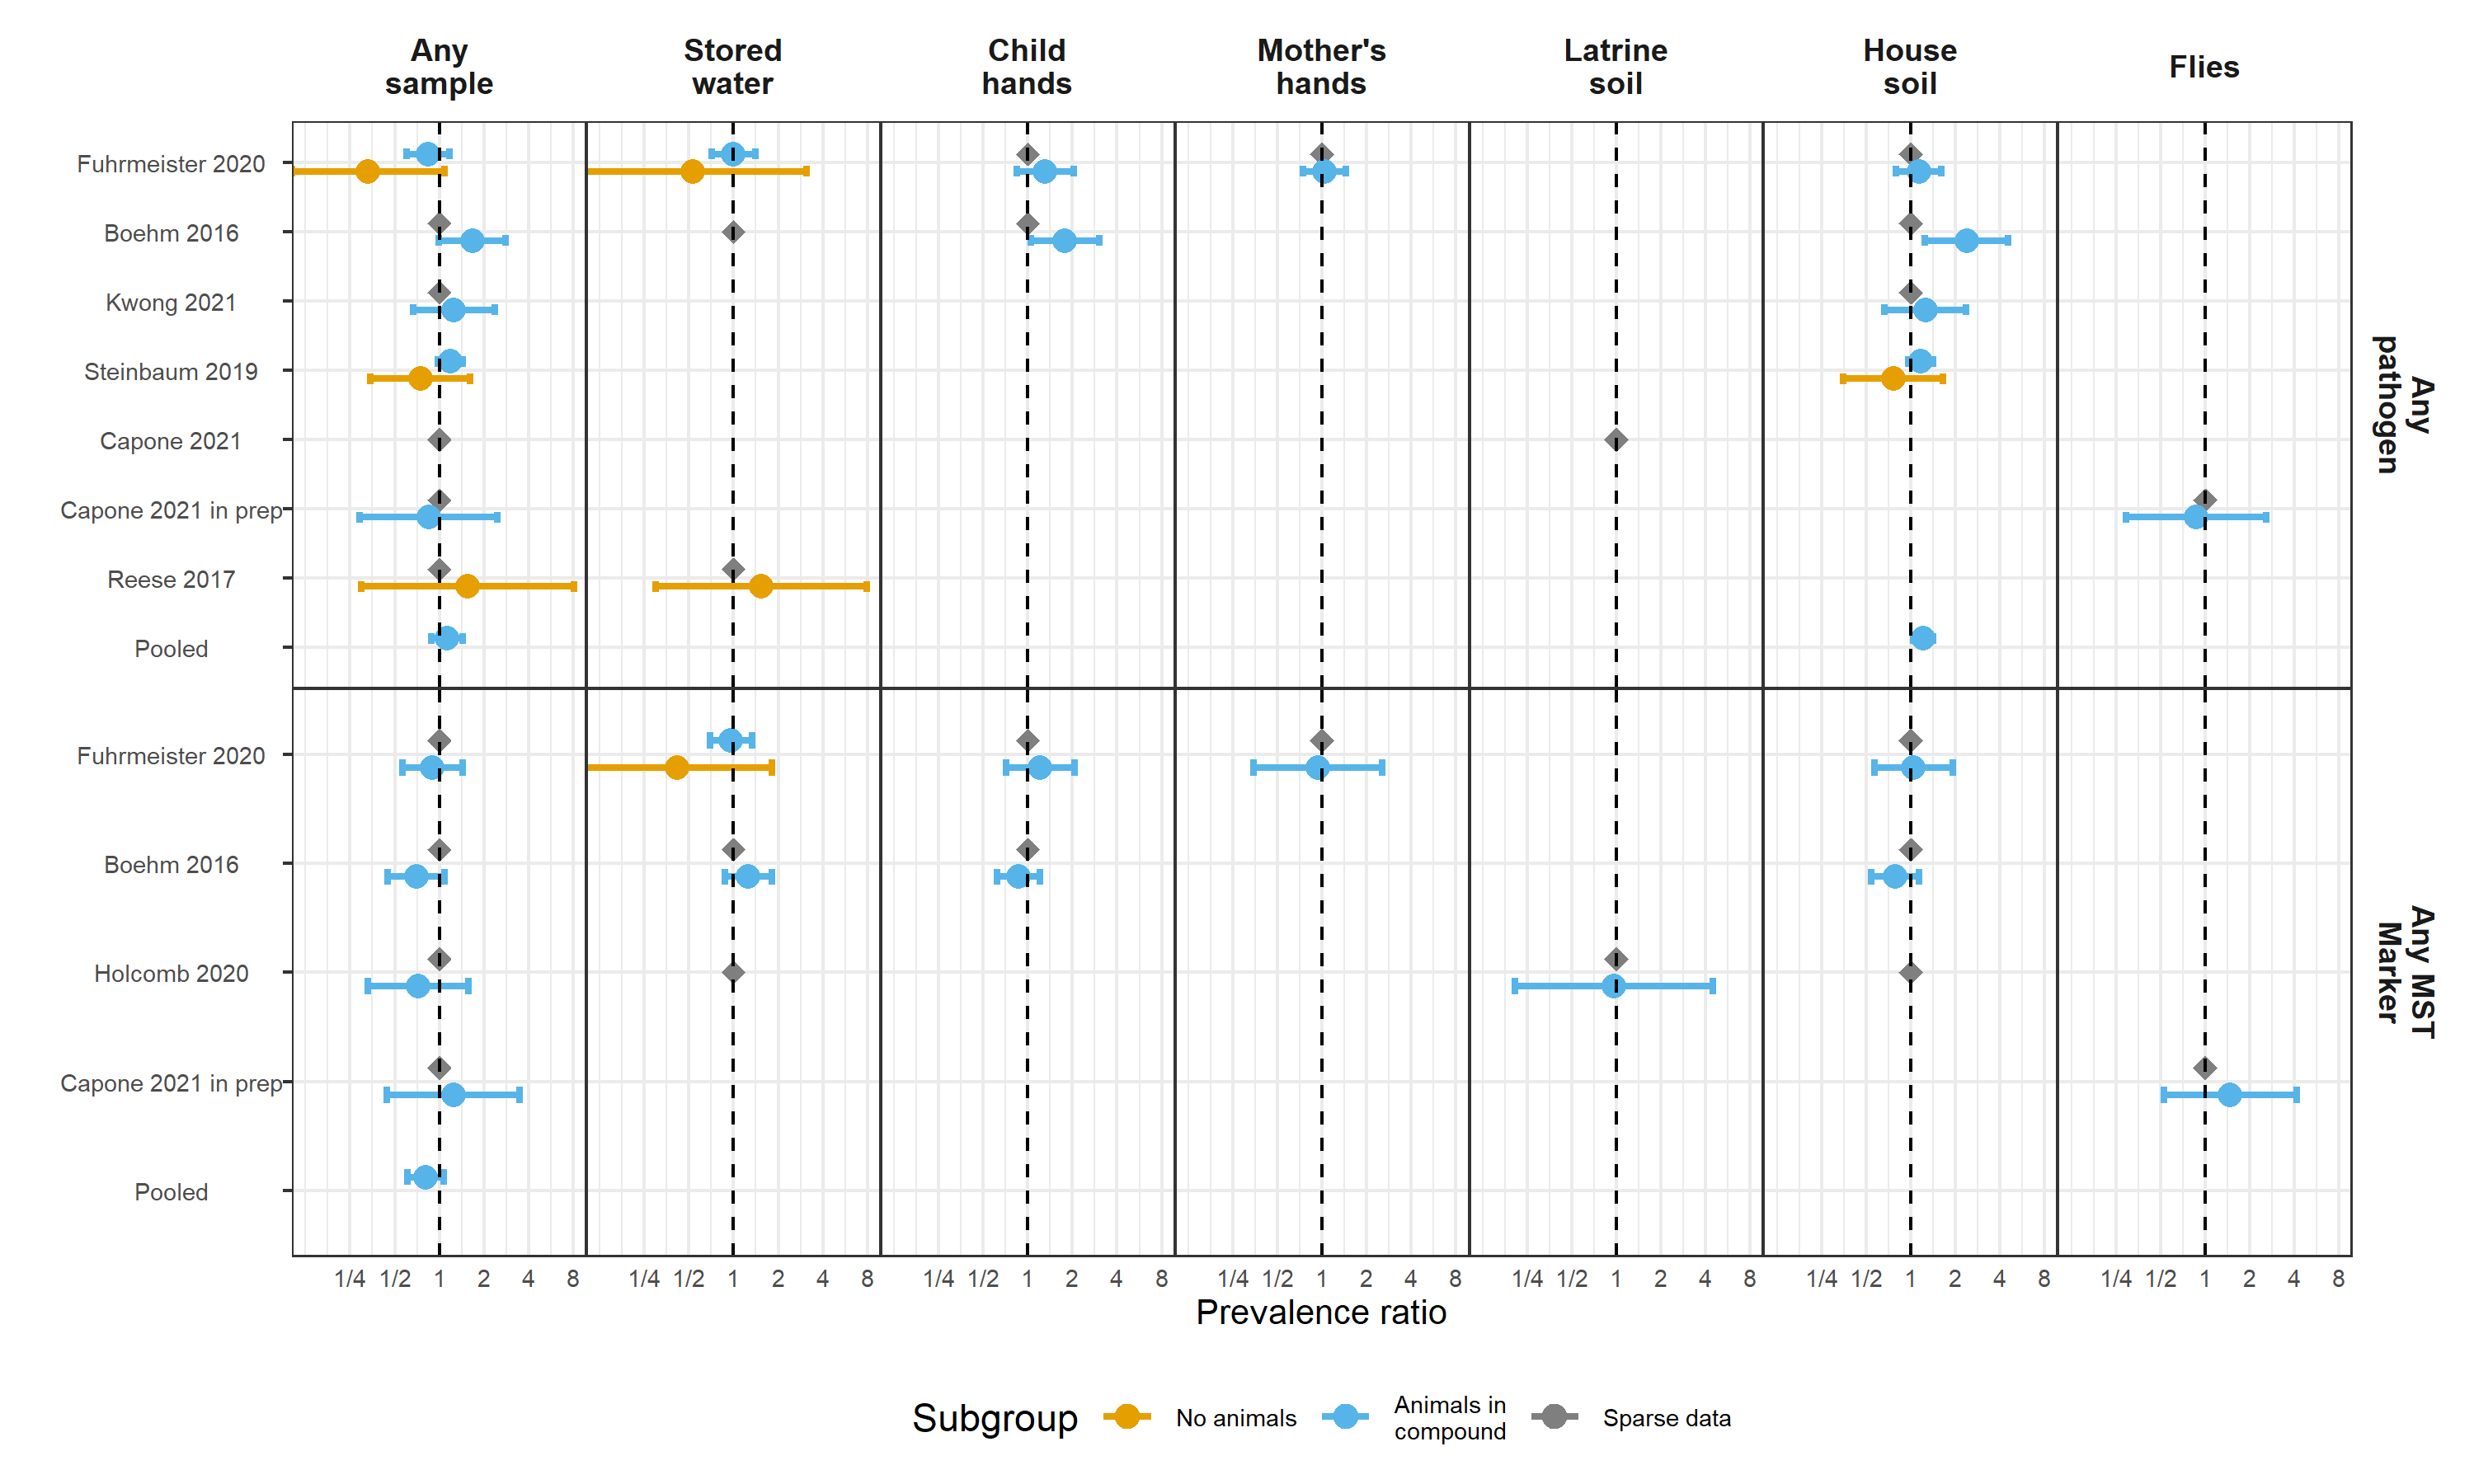 Any
sample
Stored
water
Child
hands
Mother's
hands
Latrine
soil
House
soil
Flies
Fuhrmeister 2020
Boehm 2016
Kwong 2021
Steinbaum 2019
Capone 2021
Capone 2021 in prep
Reese 2017
Pooled
Any
pathogen
Fuhrmeister 2020
Boehm 2016
Holcomb 2020
Capone 2021 in prep
Pooled
Any MST
Marker
1/4 1/2 1 2 4 8 1/4 1/2 1 2 4 8 1/4 1/2 1 2 4 8 1/4 1/2 1 2 4 8 1/4 1/2 1 2 4 8 1/4 1/2 1 2 4 8 1/4 1/2 1 2 4 8
Prevalence ratio
Subgroup
No animals
Animals in
compound
Sparse data